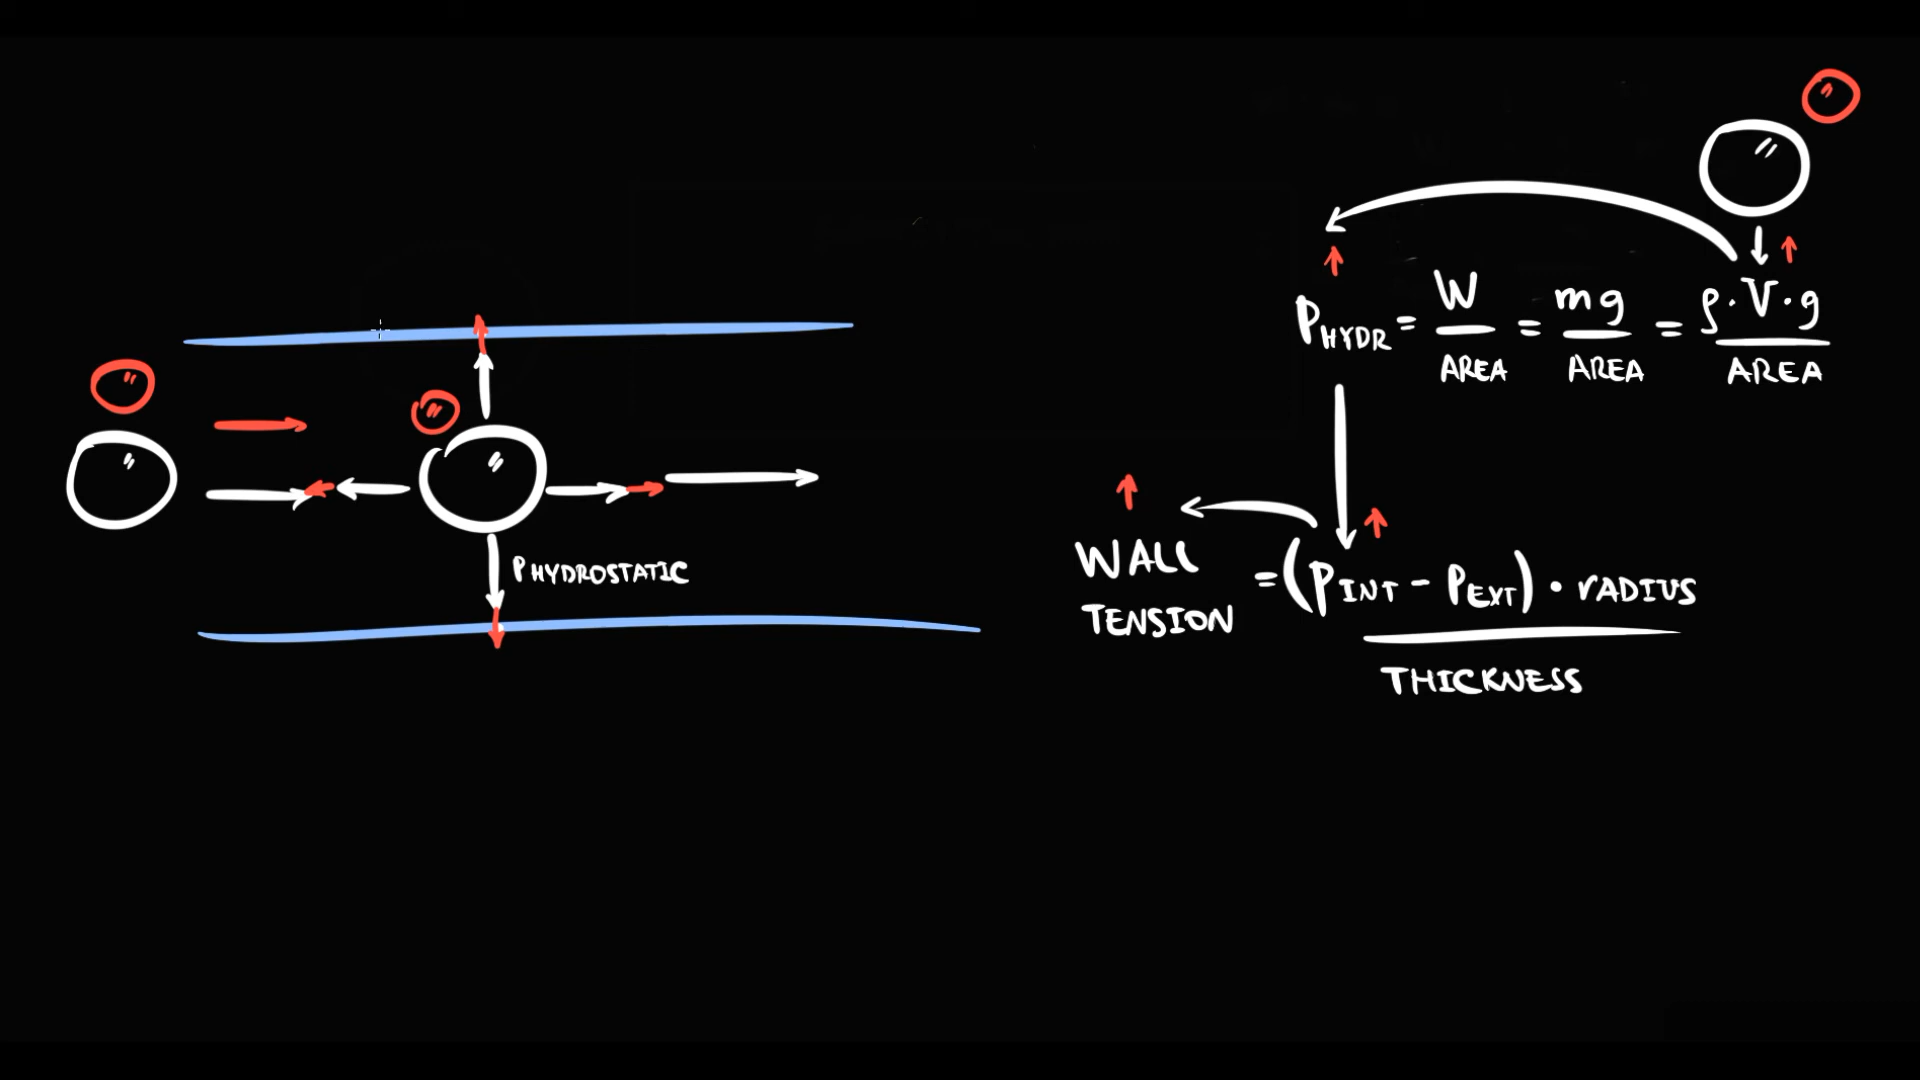 PHYDROSTATIC
PHYDR = W / AREA = mg / AREA = ρ·V·g / AREA
WALL TENSION = (PINT - PEXT) · RADIUS / THICKNESS